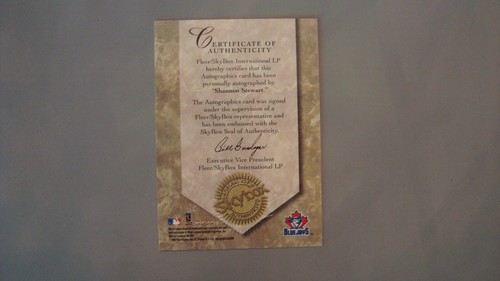 CERTIFICATE OF
AUTHENTICITY
Fleer/SkyBox International LP
hereby certifies that this
Autographics card has been
personally autographed by
"Shannon Stewart."
The Autographics card was signed
under the supervision of a
Fleer/SkyBox representative and
has been embossed with the
SkyBox Seal of Authenticity.
Executive Vice President
Fleer/SkyBox International LP
SkyBox
BLUE JAYS